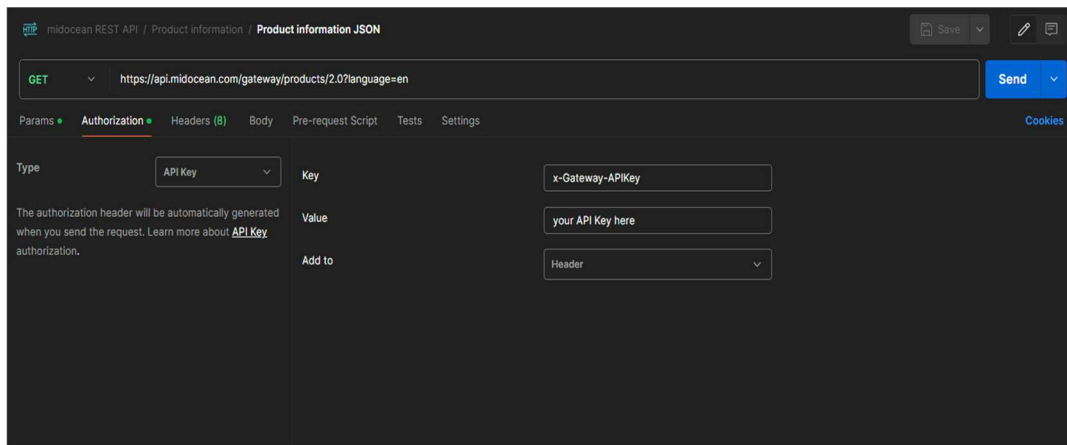 HTTP midocean REST API / Product information / Product information JSON Save
GET https://api.midocean.com/gateway/products/2.0?language=en Send
Params Authorization Headers (8) Body Pre-request Script Tests Settings Cookies
Type API Key
The authorization header will be automatically generated
when you send the request. Learn more about API Key
authorization.
Key x-Gateway-APIKey
Value your API Key here
Add to Header